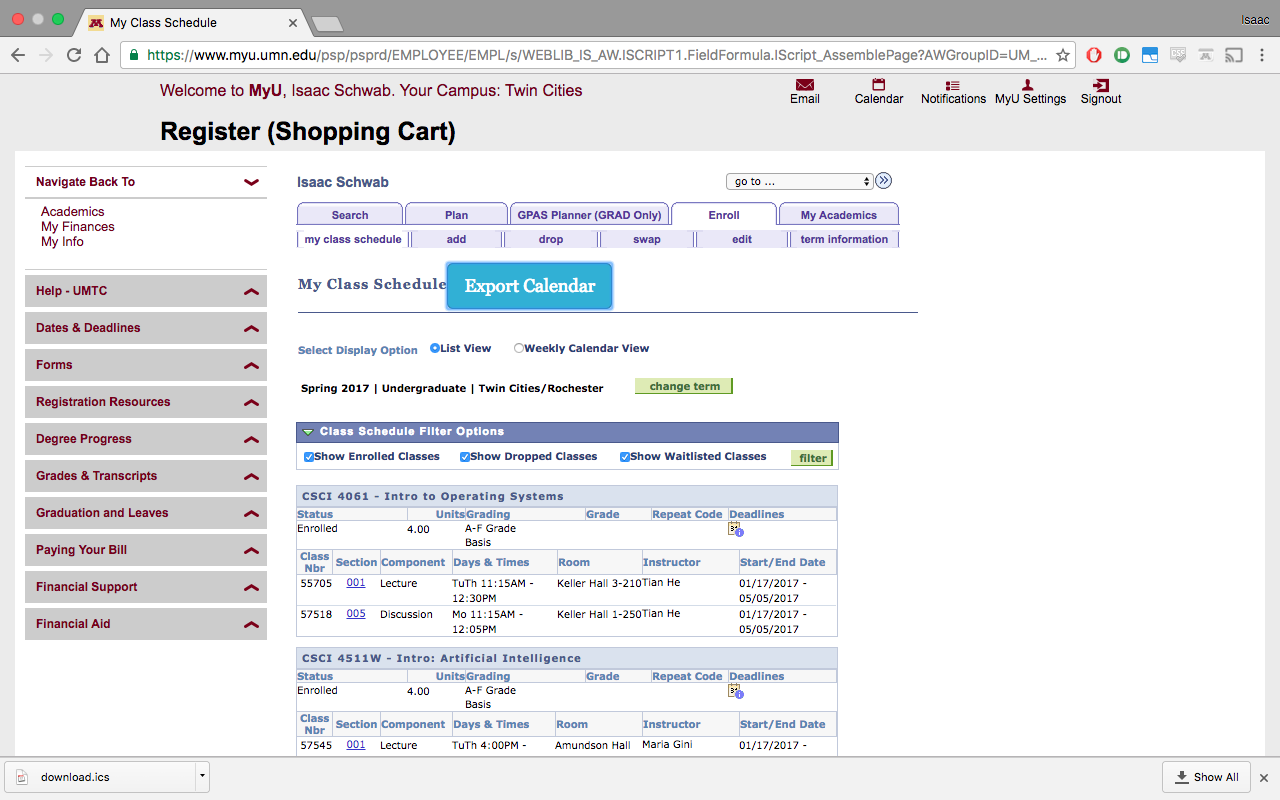 My Class Schedule
Isaac
https://www.myu.umn.edu/psp/psprd/EMPLOYEE/EMPL/s/WEBLIB_IS_AW.ISCRIPT1.FieldFormula.IScript_AssemblePage?AWGroupID=UM_...
Welcome to MyU, Isaac Schwab. Your Campus: Twin Cities
Email Calendar Notifications MyU Settings Signout
Register (Shopping Cart)
Navigate Back To
Academics
My Finances
My Info
Help - UMTC
Dates & Deadlines
Forms
Registration Resources
Degree Progress
Grades & Transcripts
Graduation and Leaves
Paying Your Bill
Financial Support
Financial Aid
Isaac Schwab
go to ...
Search Plan GPAS Planner (GRAD Only) Enroll My Academics
my class schedule add drop swap edit term information
My Class Schedule Export Calendar
Select Display Option List View Weekly Calendar View
Spring 2017 | Undergraduate | Twin Cities/Rochester change term
Class Schedule Filter Options
Show Enrolled Classes Show Dropped Classes Show Waitlisted Classes filter
CSCI 4061 - Intro to Operating Systems
Status Units Grading Grade Repeat Code Deadlines
Enrolled 4.00 A-F Grade
Basis
Class Nbr Section Component Days & Times Room Instructor Start/End Date
55705 001 Lecture TuTh 11:15AM - Keller Hall 3-210 Tian He 01/17/2017 -
12:30PM 05/05/2017
57518 005 Discussion Mo 11:15AM - Keller Hall 1-250 Tian He 01/17/2017 -
12:05PM 05/05/2017
CSCI 4511W - Intro: Artificial Intelligence
Status Units Grading Grade Repeat Code Deadlines
Enrolled 4.00 A-F Grade
Basis
Class Nbr Section Component Days & Times Room Instructor Start/End Date
57545 001 Lecture TuTh 4:00PM - Amundson Hall Maria Gini 01/17/2017 -
download.ics
Show All